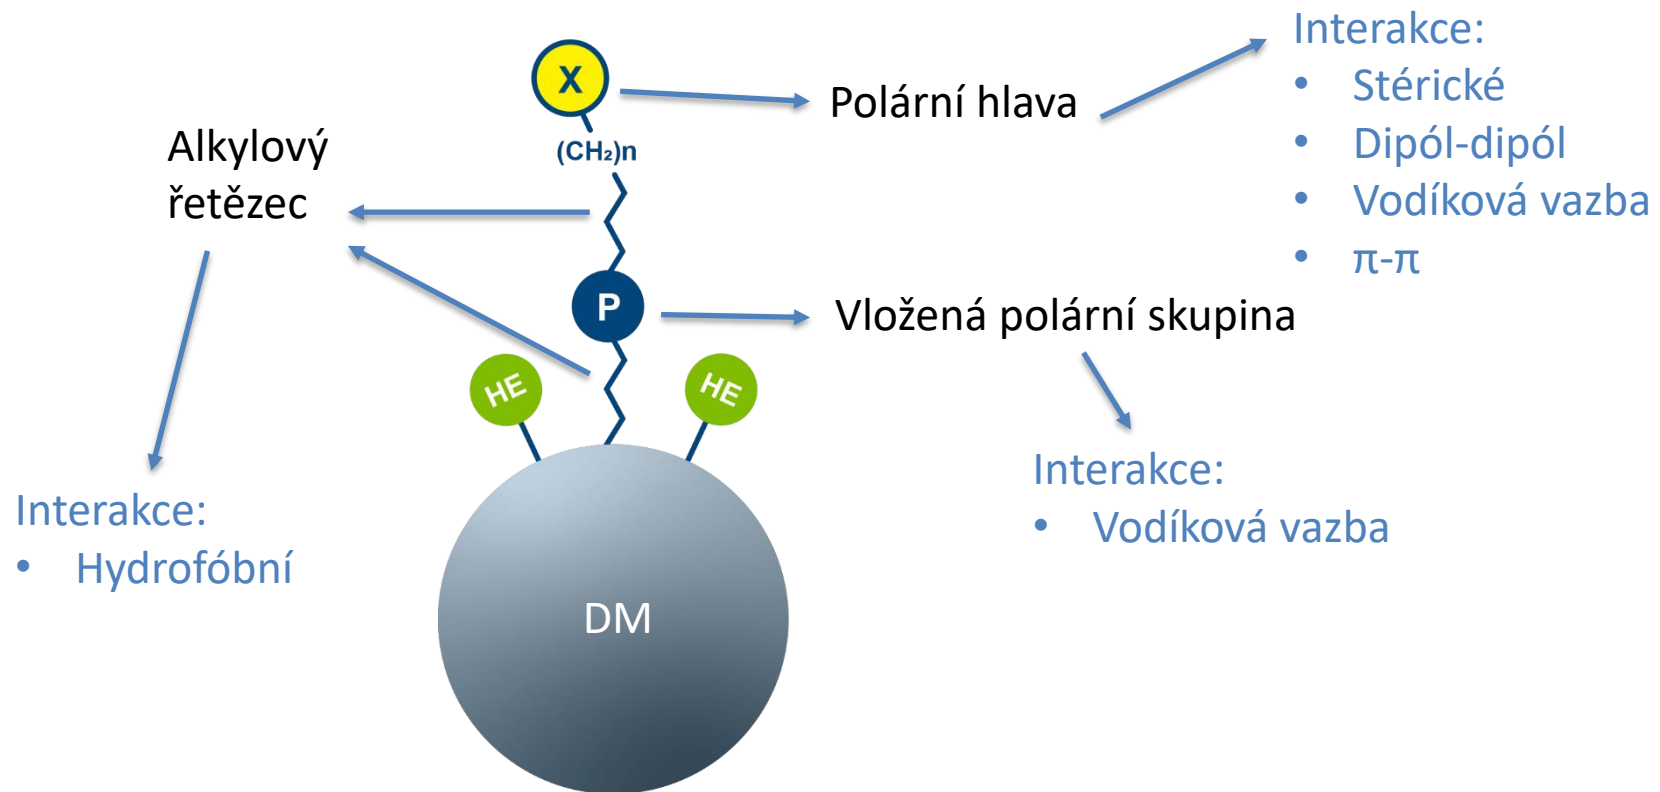 Interakce:
• Stérické
• Dipól-dipól
• Vodíková vazba
• π-π
X
Polární hlava
Alkylový
řetězec
(CH₂)n
P
Vložená polární skupina
HE
HE
Interakce:
• Vodíková vazba
Interakce:
• Hydrofóbní
DM